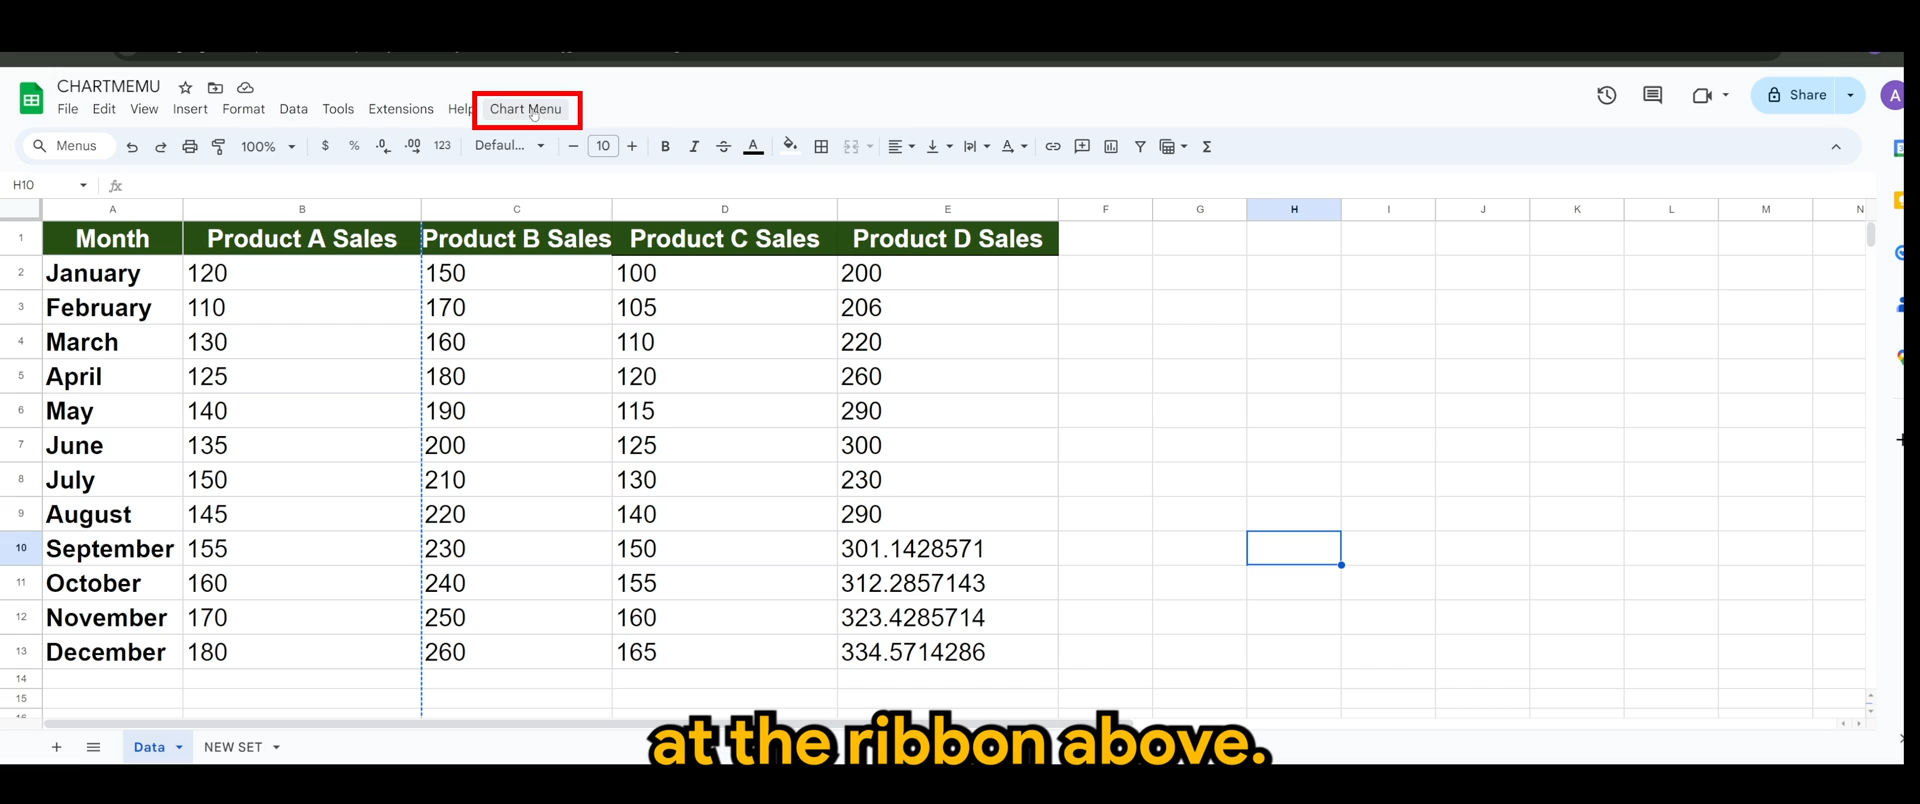 CHARTMEMU
File Edit View Insert Format Data Tools Extensions Help Chart Menu
Share
A
Menus 100% $ % .0 .00 123 Defaul... 10 B I A
H10 fx
A B C D E F G H I J K L M N
1 Month Product A Sales Product B Sales Product C Sales Product D Sales
2 January 120 150 100 200
3 February 110 170 105 206
4 March 130 160 110 220
5 April 125 180 120 260
6 May 140 190 115 290
7 June 135 200 125 300
8 July 150 210 130 230
9 August 145 220 140 290
10 September 155 230 150 301.1428571
11 October 160 240 155 312.2857143
12 November 170 250 160 323.4285714
13 December 180 260 165 334.5714286
14
15
16
at the ribbon above.
Data NEW SET